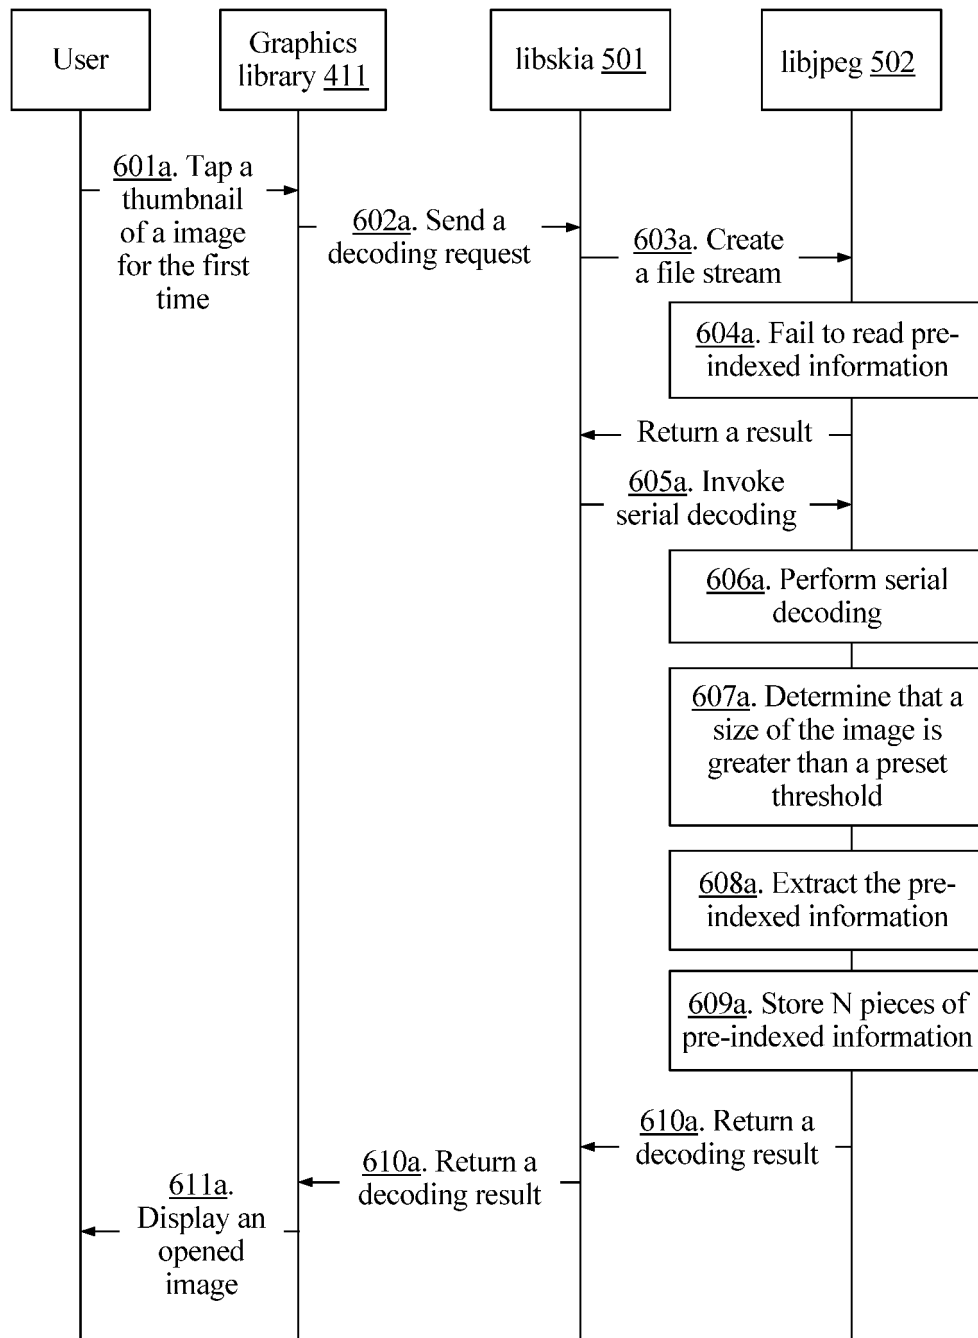 User
Graphics
library 411
libskia 501
libjpeg 502
601a. Tap a
thumbnail
of a image
for the first
time
602a. Send a
decoding request
603a. Create
a file stream
604a. Fail to read pre-
indexed information
Return a result
605a. Invoke
serial decoding
606a. Perform serial
decoding
607a. Determine that a
size of the image is
greater than a preset
threshold
608a. Extract the pre-
indexed information
609a. Store N pieces of
pre-indexed information
610a. Return a
decoding result
610a. Return a
decoding result
611a.
Display an
opened
image